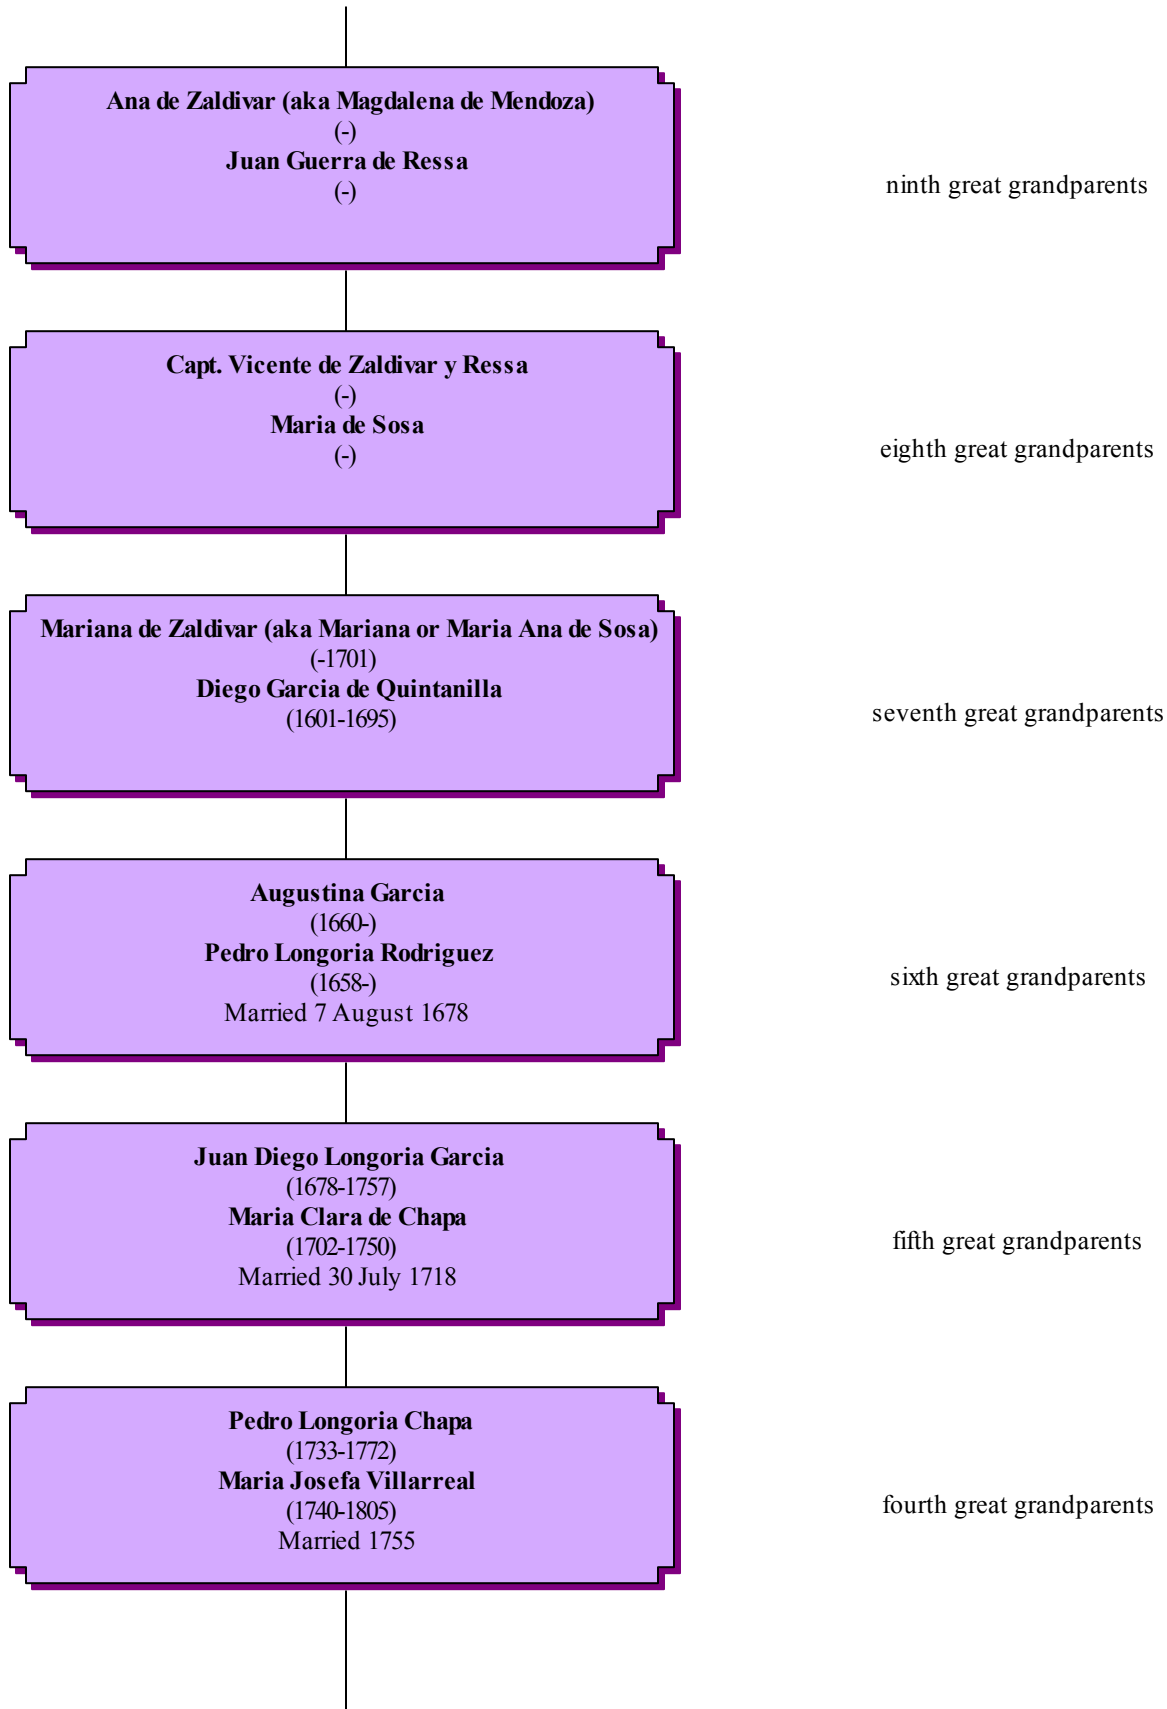 Ana de Zaldivar (aka Magdalena de Mendoza)
(-)
Juan Guerra de Ressa
(-)
ninth great grandparents
Capt. Vicente de Zaldivar y Ressa
(-)
Maria de Sosa
(-)
eighth great grandparents
Mariana de Zaldivar (aka Mariana or Maria Ana de Sosa)
(-1701)
Diego Garcia de Quintanilla
(1601-1695)
seventh great grandparents
Augustina Garcia
(1660-)
Pedro Longoria Rodriguez
(1658-)
Married 7 August 1678
sixth great grandparents
Juan Diego Longoria Garcia
(1678-1757)
Maria Clara de Chapa
(1702-1750)
Married 30 July 1718
fifth great grandparents
Pedro Longoria Chapa
(1733-1772)
Maria Josefa Villarreal
(1740-1805)
Married 1755
fourth great grandparents